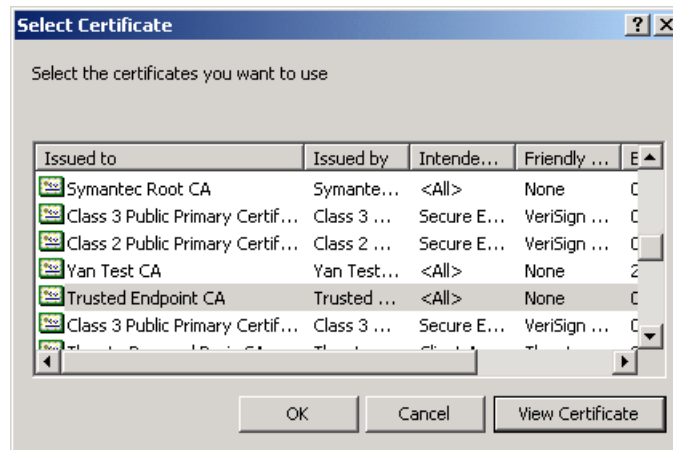 Select Certificate
Select the certificates you want to use
Issued to Issued by Intende... Friendly ... E
Symantec Root CA Symante... <All> None
Class 3 Public Primary Certif... Class 3 ... Secure E... VeriSign ...
Class 2 Public Primary Certif... Class 2 ... Secure E... VeriSign ...
Yan Test CA Yan Test... <All> None 2
Trusted Endpoint CA Trusted ... <All> None
Class 3 Public Primary Certif... Class 3 ... Secure E... VeriSign ...
OK Cancel View Certificate